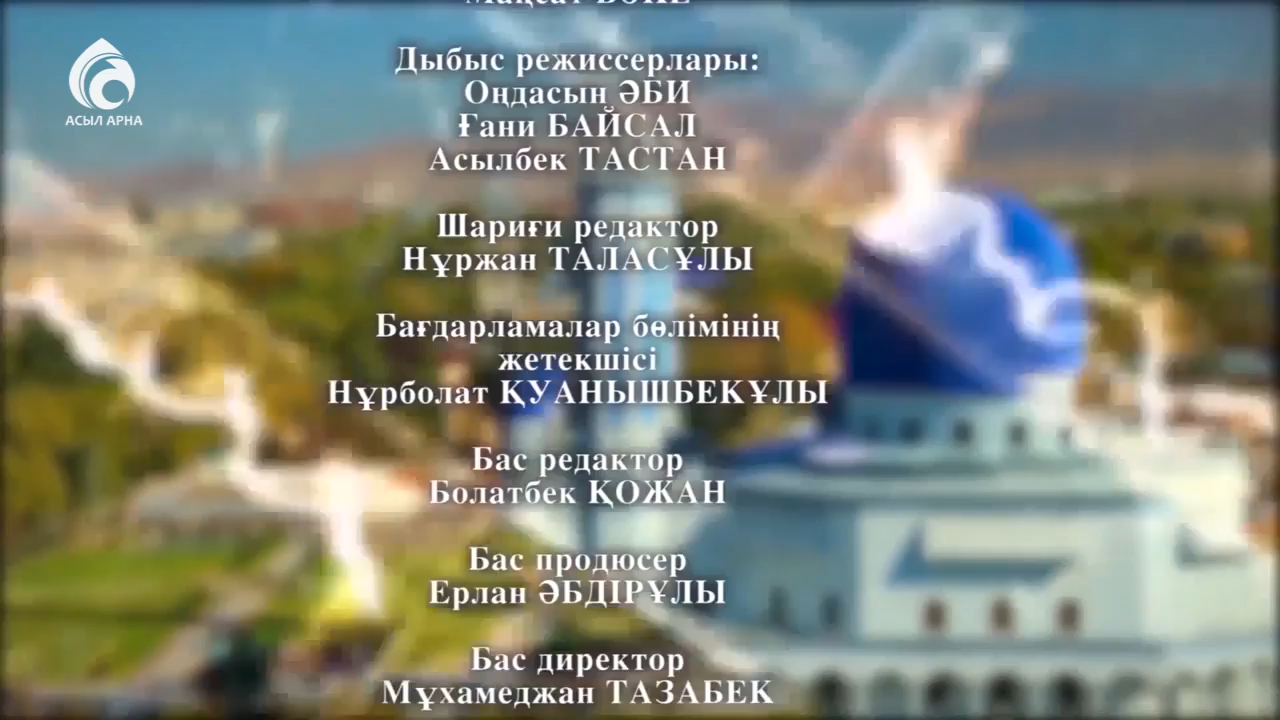 АСЫЛ АРНА
Дыбыс режиссерлары:
Оңдасын ӘБИ
Ғани БАЙСАЛ
Асылбек ТАСТАН
Шариғи редактор
Нұржан ТАЛАСҰЛЫ
Бағдарламалар бөлімінің
жетекшісі
Нұрболат ҚУАНЫШБЕКҰЛЫ
Бас редактор
Болатбек ҚОЖАН
Бас продюсер
Ерлан ӘБДІРҰЛЫ
Бас директор
Мұхамеджан ТАЗАБЕК